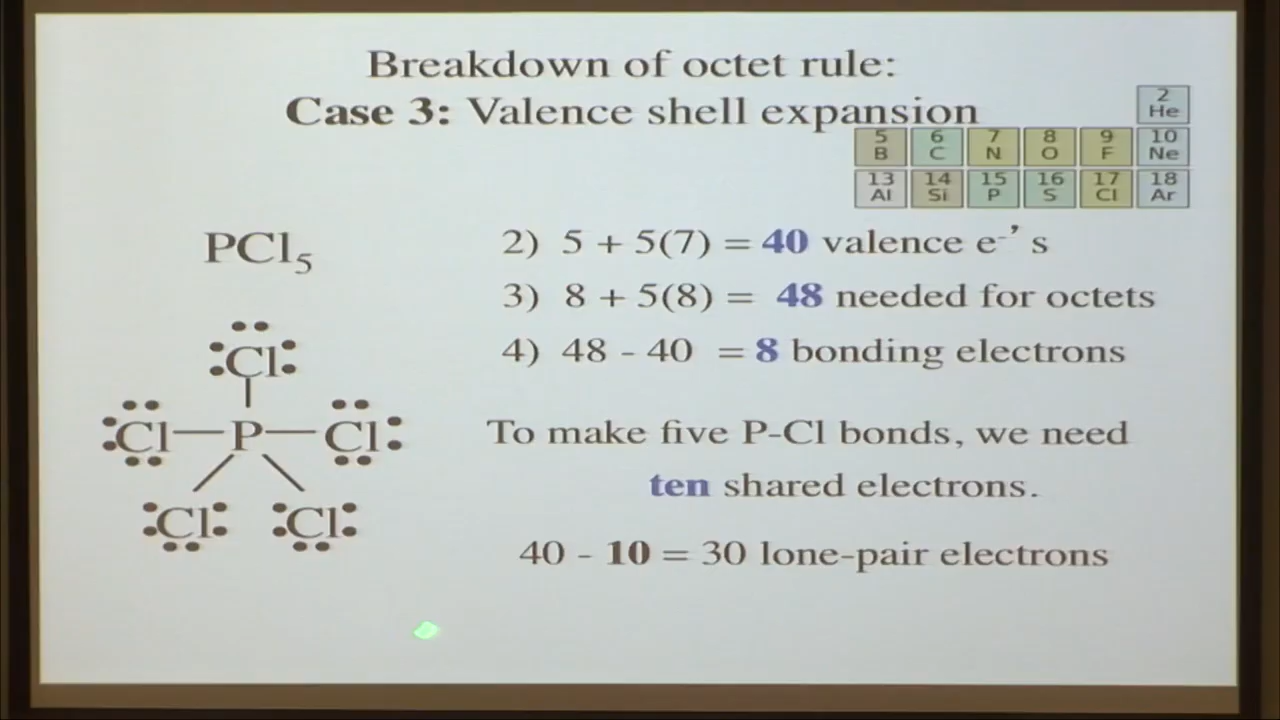 Breakdown of octet rule:
Case 3: Valence shell expansion
2
He
5 6 7 8 9 10
B C N O F Ne
13 14 15 16 17 18
Al Si P S Cl Ar
PCl₅
2) 5 + 5(7) = 40 valence e⁻’s
3) 8 + 5(8) = 48 needed for octets
4) 48 - 40 = 8 bonding electrons
To make five P-Cl bonds, we need
ten shared electrons.
40 - 10 = 30 lone-pair electrons
Cl
Cl P Cl
Cl Cl